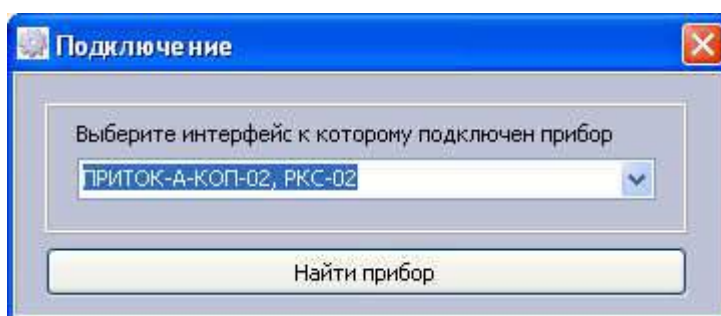 Подключение
Выберите интерфейс к которому подключен прибор
ПРИТОК-А-КОП-02, РКС-02
Найти прибор